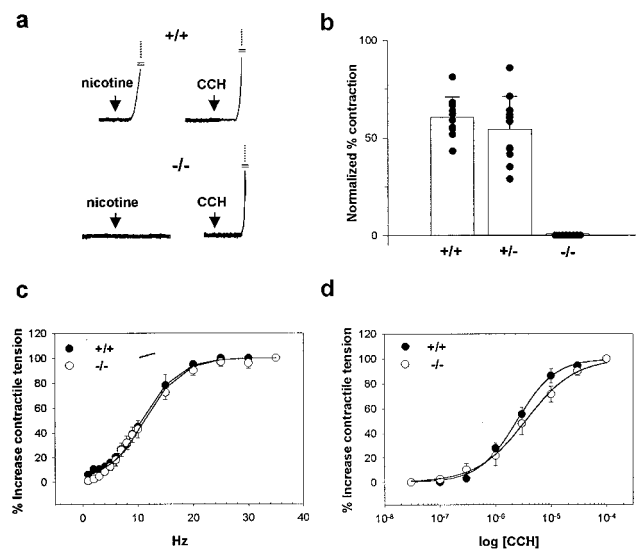 a
+/+
nicotine
CCH
-/-
nicotine
CCH
b
Normalized % contraction
100
50
0
+/+
+/-
-/-
c
% Increase contractile tension
120
100
80
60
40
20
0
+/+
-/-
0
10
20
30
40
Hz
d
% Increase contractile tension
120
100
80
60
40
20
0
+/+
-/-
10⁻⁸
10⁻⁷
10⁻⁶
10⁻⁵
10⁻⁴
log [CCH]